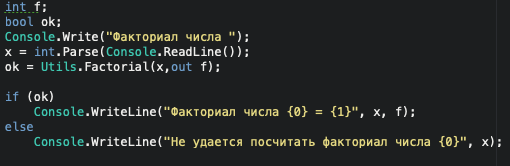 int f;
bool ok;
Console.Write("Факториал числа ");
x = int.Parse(Console.ReadLine());
ok = Utils.Factorial(x,out f);
if (ok)
Console.WriteLine("Факториал числа {0} = {1}", x, f);
else
Console.WriteLine("Не удается посчитать факториал числа {0}", x);